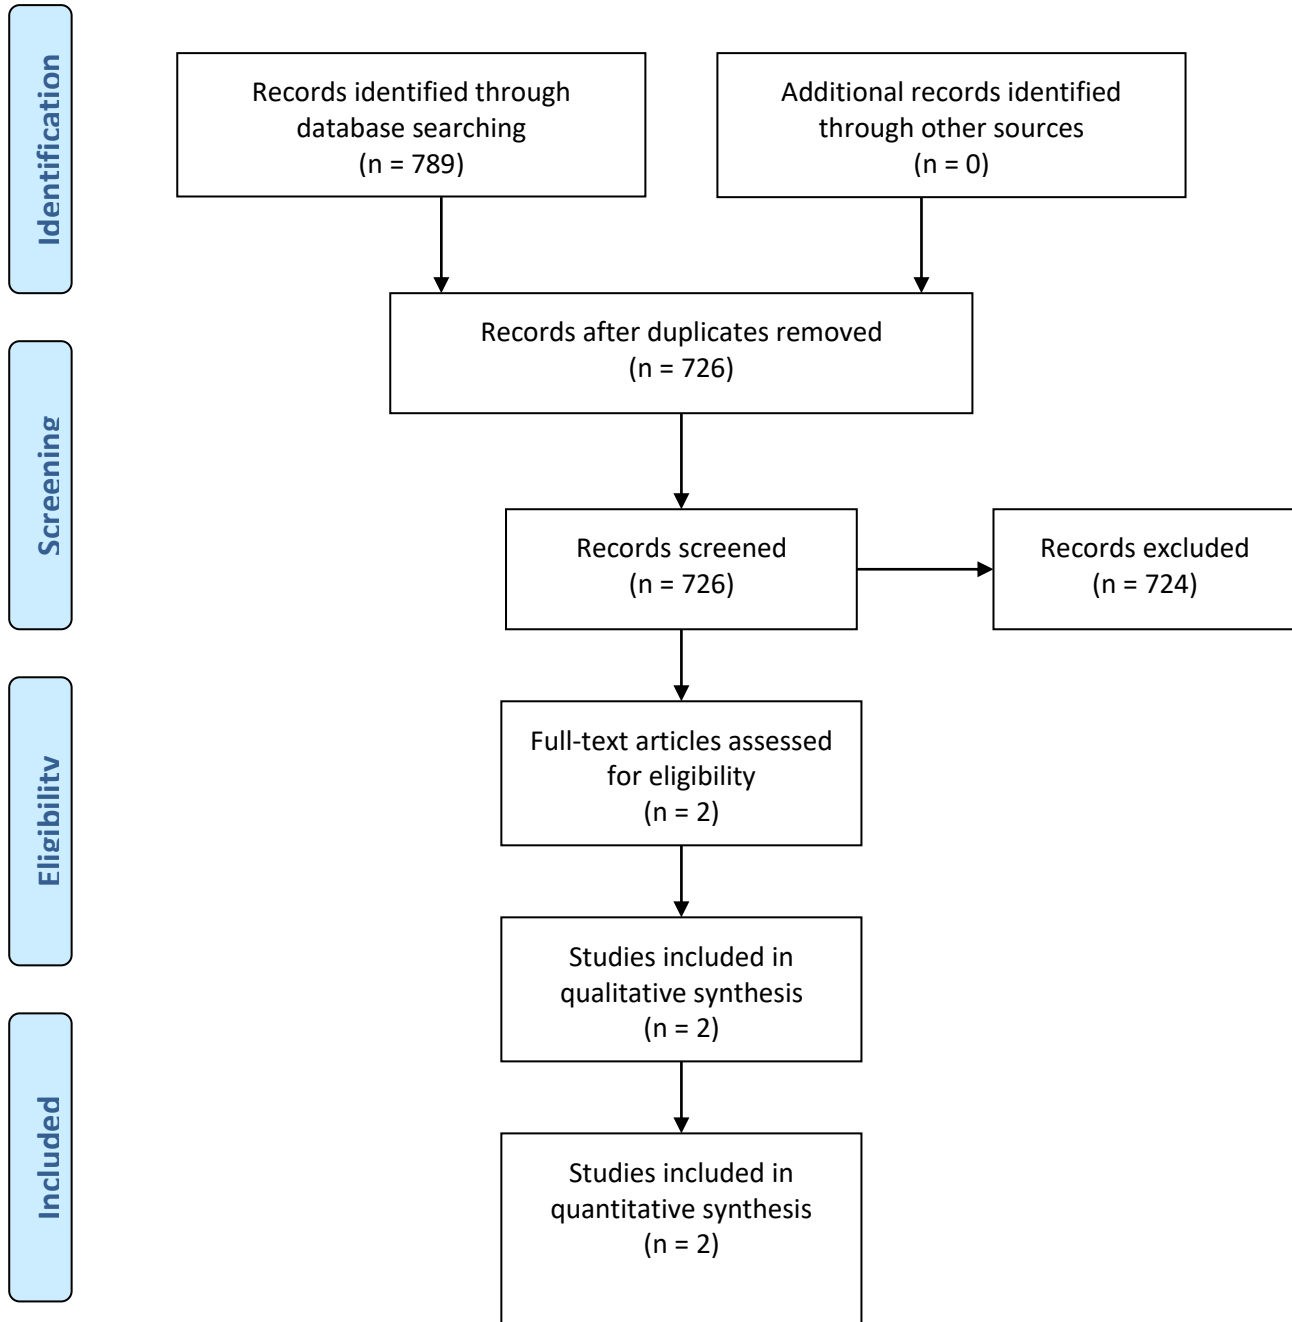 Identification
Records identified through
database searching
(n = 789)
Additional records identified
through other sources
(n = 0)
Records after duplicates removed
(n = 726)
Screening
Records screened
(n = 726)
Records excluded
(n = 724)
Eligibility
Full-text articles assessed
for eligibility
(n = 2)
Studies included in
qualitative synthesis
(n = 2)
Included
Studies included in
quantitative synthesis
(n = 2)